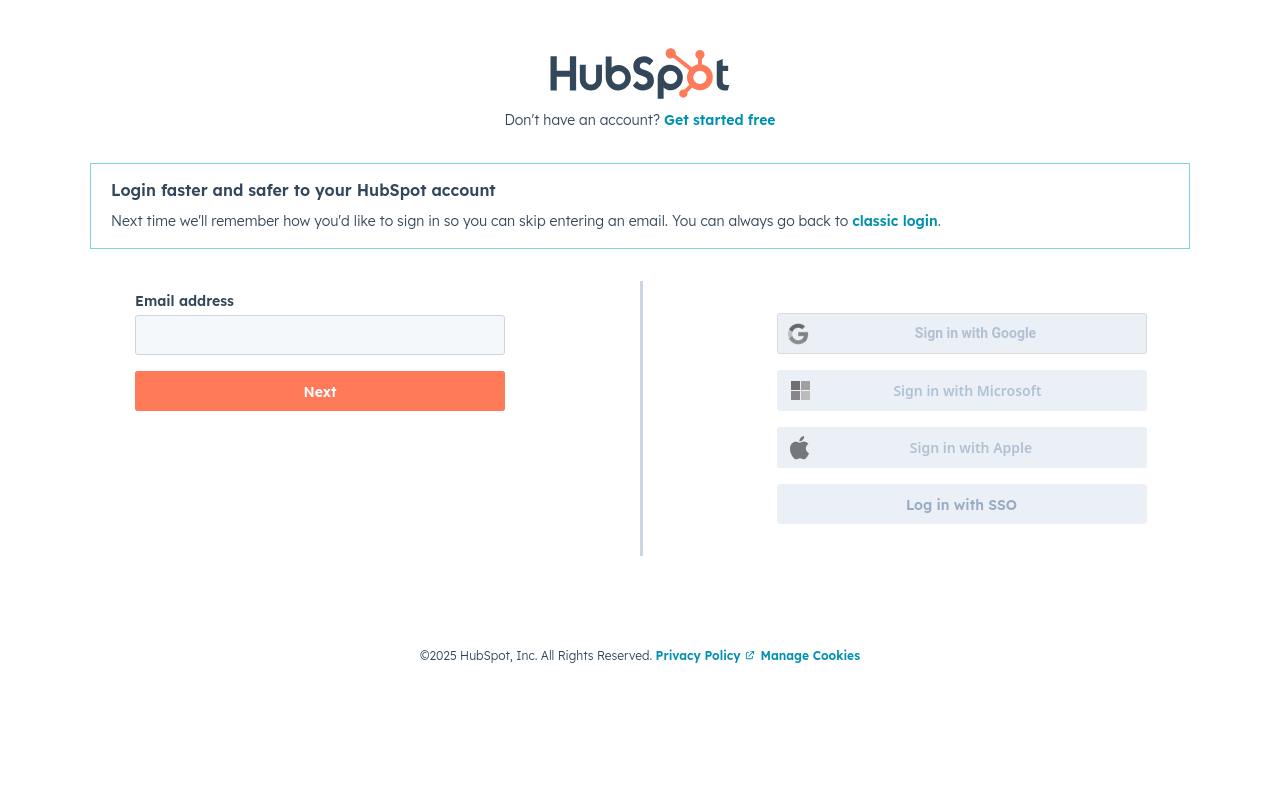 HubSpot
Don't have an account? Get started free
Login faster and safer to your HubSpot account
Next time we'll remember how you'd like to sign in so you can skip entering an email. You can always go back to classic login.
Email address
Next
Sign in with Google
Sign in with Microsoft
Sign in with Apple
Log in with SSO
©2025 HubSpot, Inc. All Rights Reserved. Privacy Policy Manage Cookies